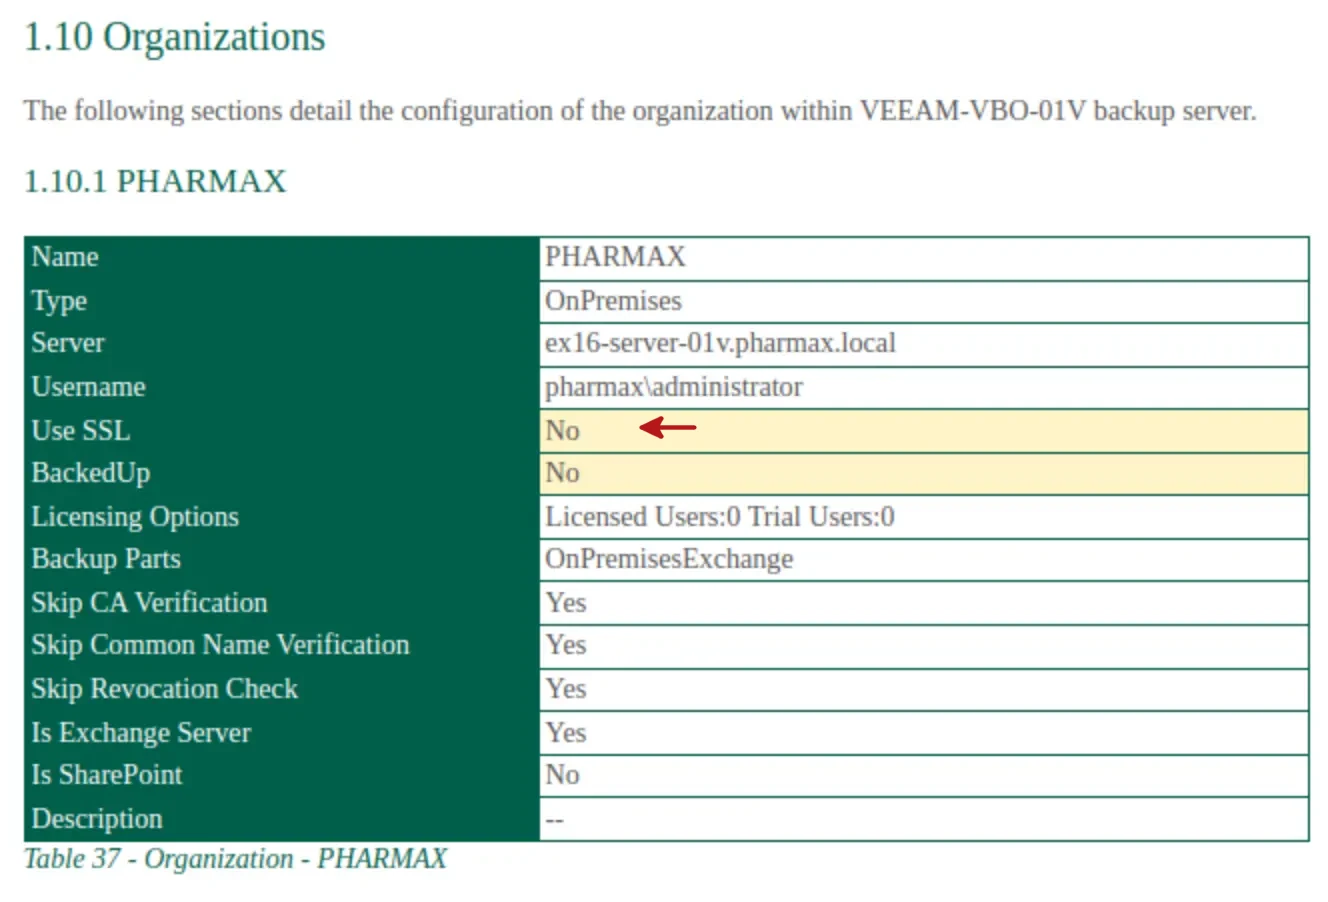 1.10 Organizations
The following sections detail the configuration of the organization within VEEAM-VBO-01V backup server.
1.10.1 PHARMAX
Name PHARMAX
Type OnPremises
Server ex16-server-01v.pharmax.local
Username pharmax\administrator
Use SSL No
BackedUp No
Licensing Options Licensed Users:0 Trial Users:0
Backup Parts OnPremisesExchange
Skip CA Verification Yes
Skip Common Name Verification Yes
Skip Revocation Check Yes
Is Exchange Server Yes
Is SharePoint No
Description --
Table 37 - Organization - PHARMAX